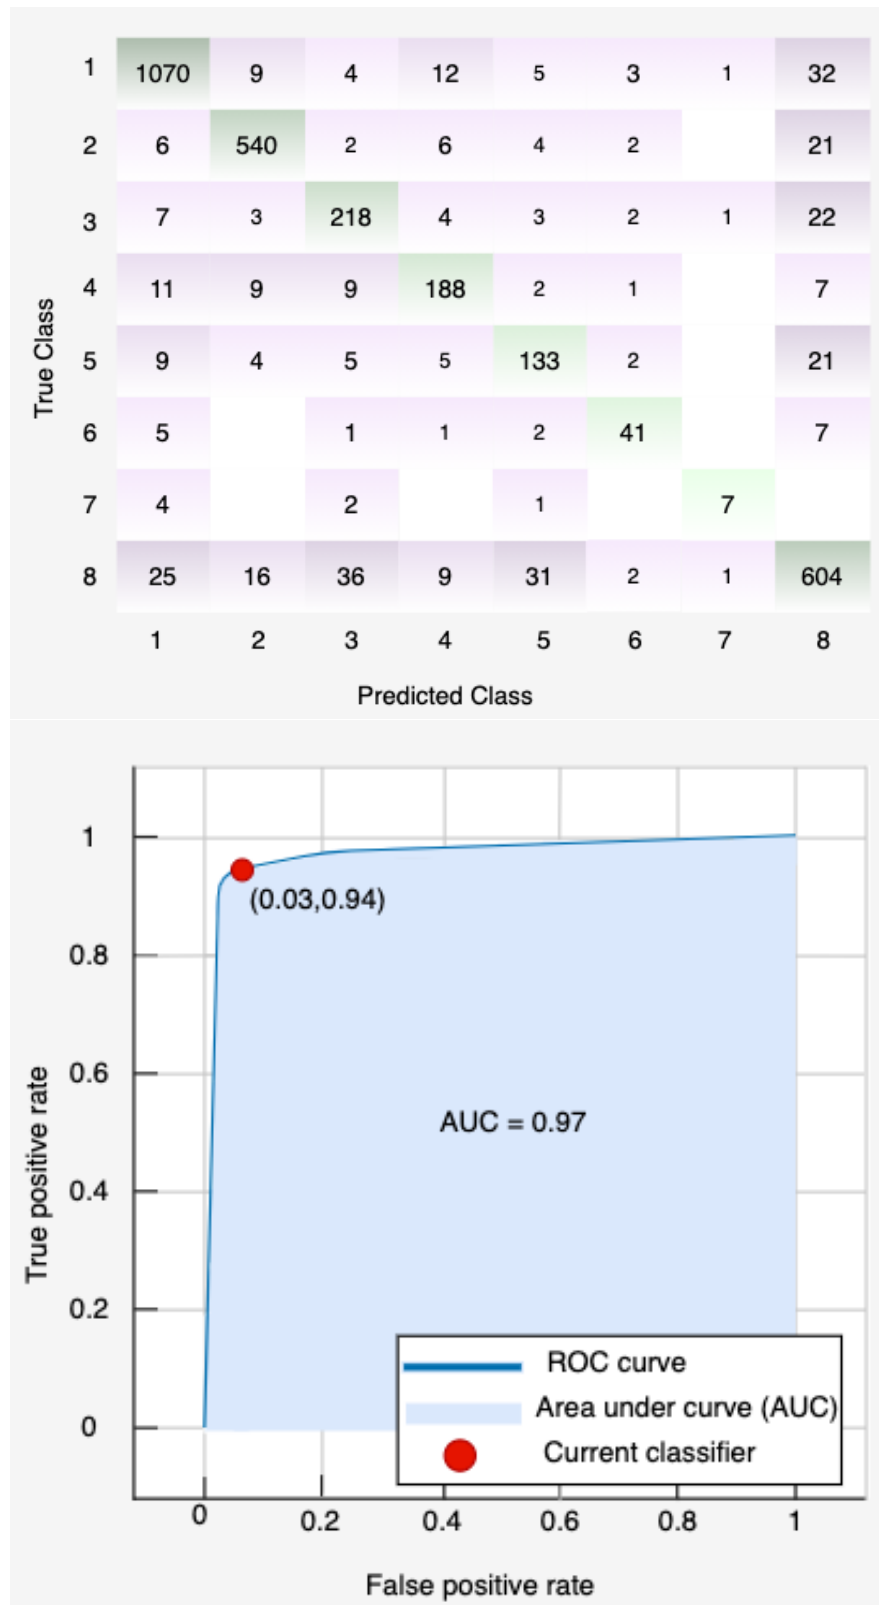 1 1070 9 4 12 5 3 1 32
2 6 540 2 6 4 2 21
3 7 3 218 4 3 2 1 22
4 11 9 9 188 2 1 7
5 9 4 5 5 133 2 21
6 5 1 1 2 41 7
7 4 2 1 7
8 25 16 36 9 31 2 1 604
True Class
1 2 3 4 5 6 7 8
Predicted Class
1
(0.03,0.94)
0.8
0.6
AUC = 0.97
0.4
0.2
0
True positive rate
ROC curve
Area under curve (AUC)
Current classifier
0 0.2 0.4 0.6 0.8 1
False positive rate